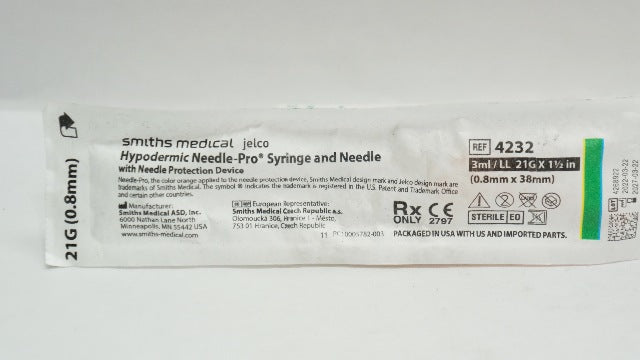 smiths medical jelco
Hypodermic Needle-Pro® Syringe and Needle
with Needle Protection Device
Needle-Pro, the color orange applied to the needle protection device, Smiths Medical design mark and Jelco design mark are
trademarks of Smiths Medical. The symbol ® indicates the trademark is registered in the U.S. Patent and Trademark Office
and certain other countries.
Manufacturer:
Smiths Medical ASD, Inc.
6000 Nathan Lane North
Minneapolis, MN 55442 USA
www.smiths-medical.com
EC REP European Representative:
Smiths Medical Czech Republic a.s.
Olomoucká 306, Hranice I - Město
753 01 Hranice, Czech Republic
REF 4232
3ml / LL 21G X 1½ in
(0.8mm x 38mm)
Rx ONLY
CE 2797
STERILE EO
PACKAGED IN USA WITH US AND IMPORTED PARTS.
21G (0.8mm)
2022-03-22
2027-03-22